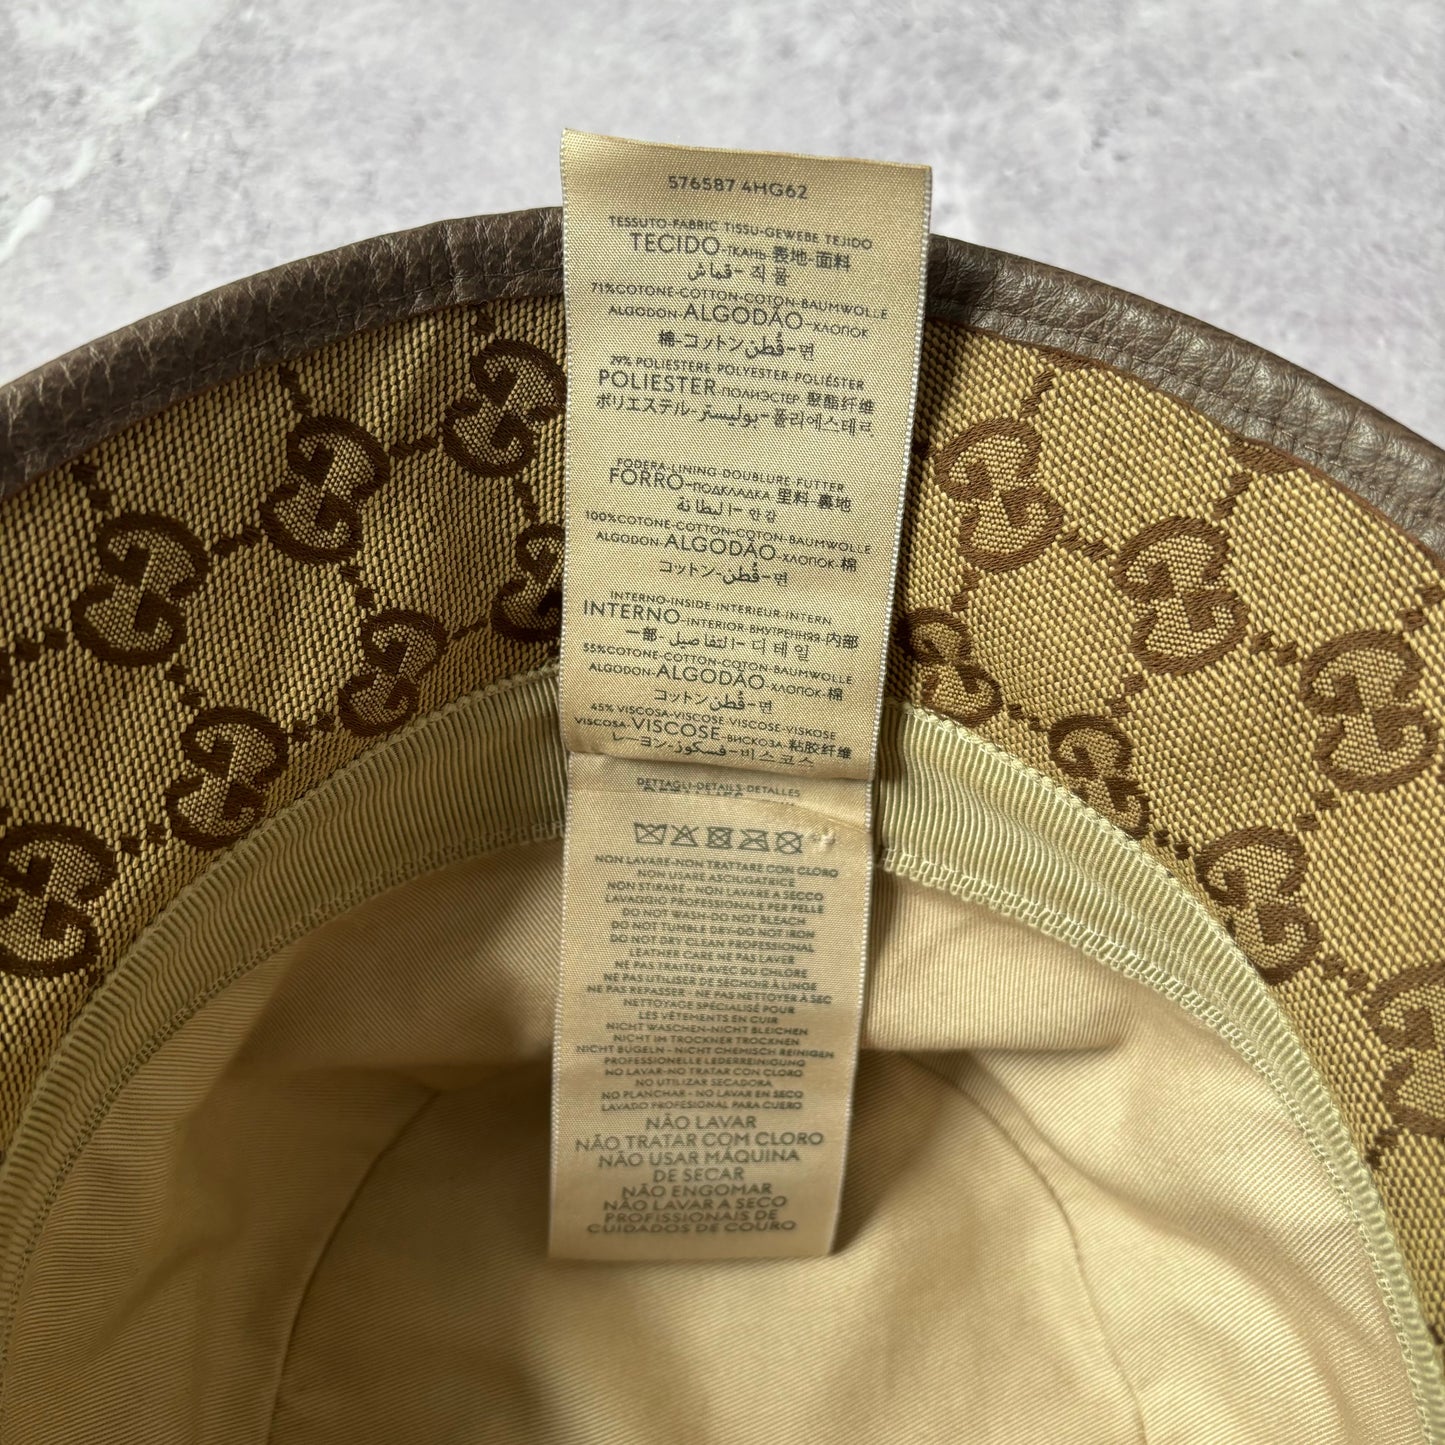 576587 4HG62
TESSUTO-FABRIC TISSU-GEWEBE TEJIDO
TECIDO-ТКАНЬ-表地-面料
قماش-직물
71%COTONE-COTTON-COTON-BAUMWOLLE
ALGODON-ALGODÃO-ХЛОПОК
棉-コットン-قُطن-면
29% POLIESTERE-POLYESTER-POLIÉSTER
POLIESTER-ПОЛИЭСТЕР 聚酯纤维
ポリエステル-بوليستر-폴리에스테르
FODERA-LINING DOUBLURE FUTTER
FORRO-ПОДКЛАДКА 里料-裏地
البطانة-안감
100%COTONE-COTTON-COTON-BAUMWOLLE
ALGODON-ALGODÃO-ХЛОПОК-棉
コットン-قُطن-면
INTERNO-INSIDE-INTERIEUR-INTERN
INTERNO-INTERIOR-ВНУТРЕННЯЯ-内部
一部-التفاصيل-디테일
55%COTONE-COTTON-COTON-BAUMWOLLE
ALGODON-ALGODÃO-ХЛОПОК-棉
コットン-قُطن-면
45% VISCOSA-VISCOSE-VISCOSE-VISKOSE
VISCOSA-VISCOSE-ВИСКОЗА-粘胶纤维
レーヨン-فسكوز-비스코스
DETTAGLI-DETAILS-DETALLES
NON LAVARE-NON TRATTARE CON CLORO
NON USARE ASCIUGATRICE
NON STIRARE - NON LAVARE A SECCO
LAVAGGIO PROFESSIONALE PER PELLE
DO NOT WASH-DO NOT BLEACH
DO NOT TUMBLE DRY-DO NOT IRON
DO NOT DRY CLEAN PROFESSIONAL
LEATHER CARE NE PAS LAVER
NE PAS TRAITER AVEC DU CHLORE
NE PAS UTILISER DE SÉCHOIR À LINGE
NE PAS REPASSER - NE PAS NETTOYER À SEC
NETTOYAGE SPÉCIALISÉ POUR
LES VÊTEMENTS EN CUIR
NICHT WASCHEN-NICHT BLEICHEN
NICHT IM TROCKNER TROCKNEN
NICHT BÜGELN - NICHT CHEMISCH REINIGEN
PROFESSIONELLE LEDERREINIGUNG
NO LAVAR-NO TRATAR CON CLORO
NO UTILIZAR SECADORA
NO PLANCHAR - NO LAVAR EN SECO
LAVADO PROFESIONAL PARA CUERO
NÃO LAVAR
NÃO TRATAR COM CLORO
NÃO USAR MÁQUINA
DE SECAR
NÃO ENGOMAR
NÃO LAVAR A SECO
PROFISSIONAIS DE
CUIDADOS DE COURO